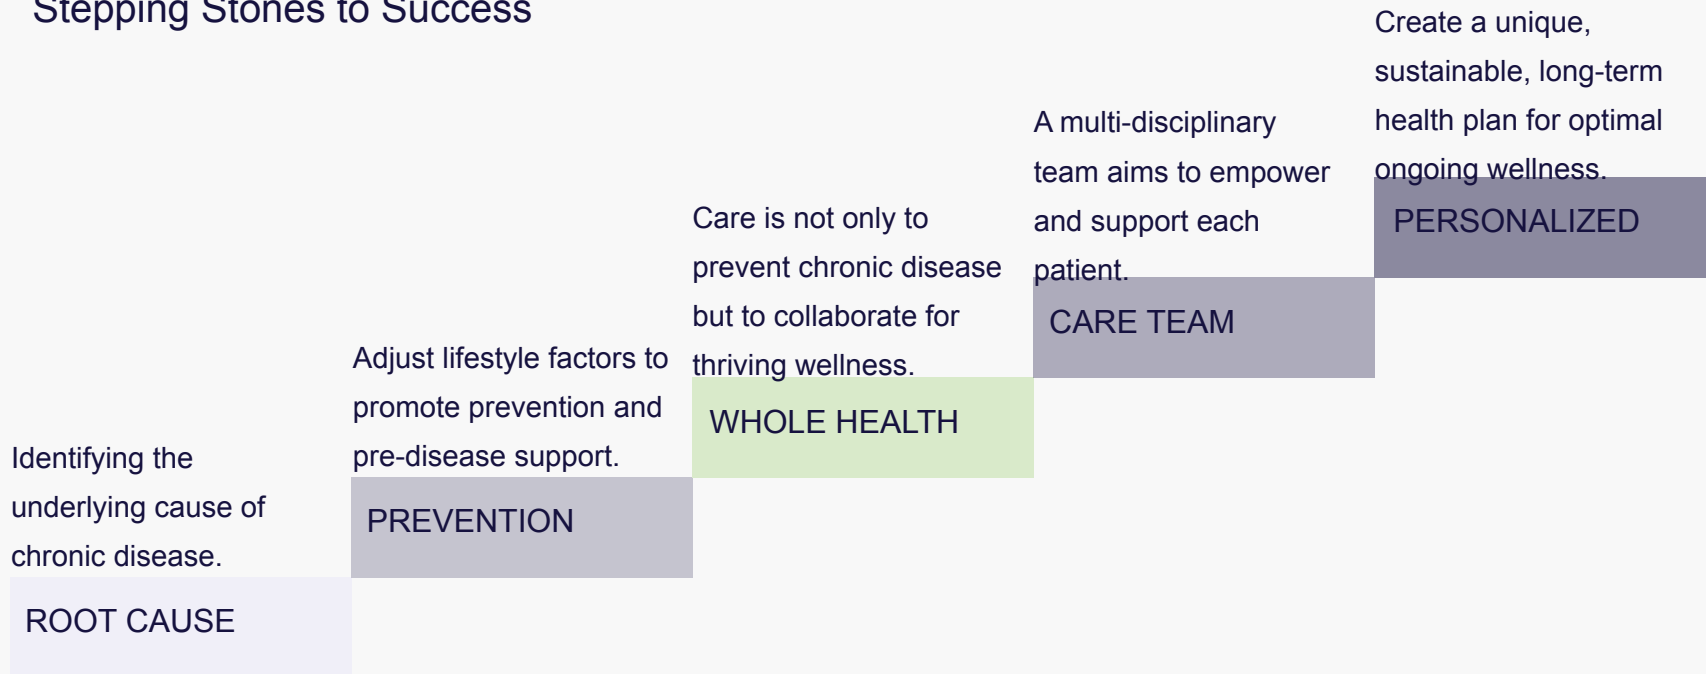 Stepping Stones to Success
Identifying the
underlying cause of
chronic disease.
ROOT CAUSE
Adjust lifestyle factors to
promote prevention and
pre-disease support.
PREVENTION
Care is not only to
prevent chronic disease
but to collaborate for
thriving wellness.
WHOLE HEALTH
A multi-disciplinary
team aims to empower
and support each
patient.
CARE TEAM
Create a unique,
sustainable, long-term
health plan for optimal
ongoing wellness.
PERSONALIZED